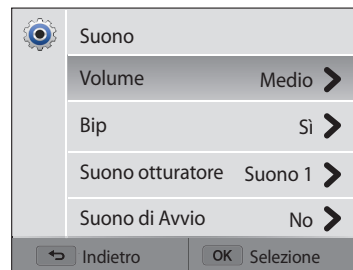 Suono
Volume Medio
Bip Sì
Suono otturatore Suono 1
Suono di Avvio No
Indietro OK Selezione